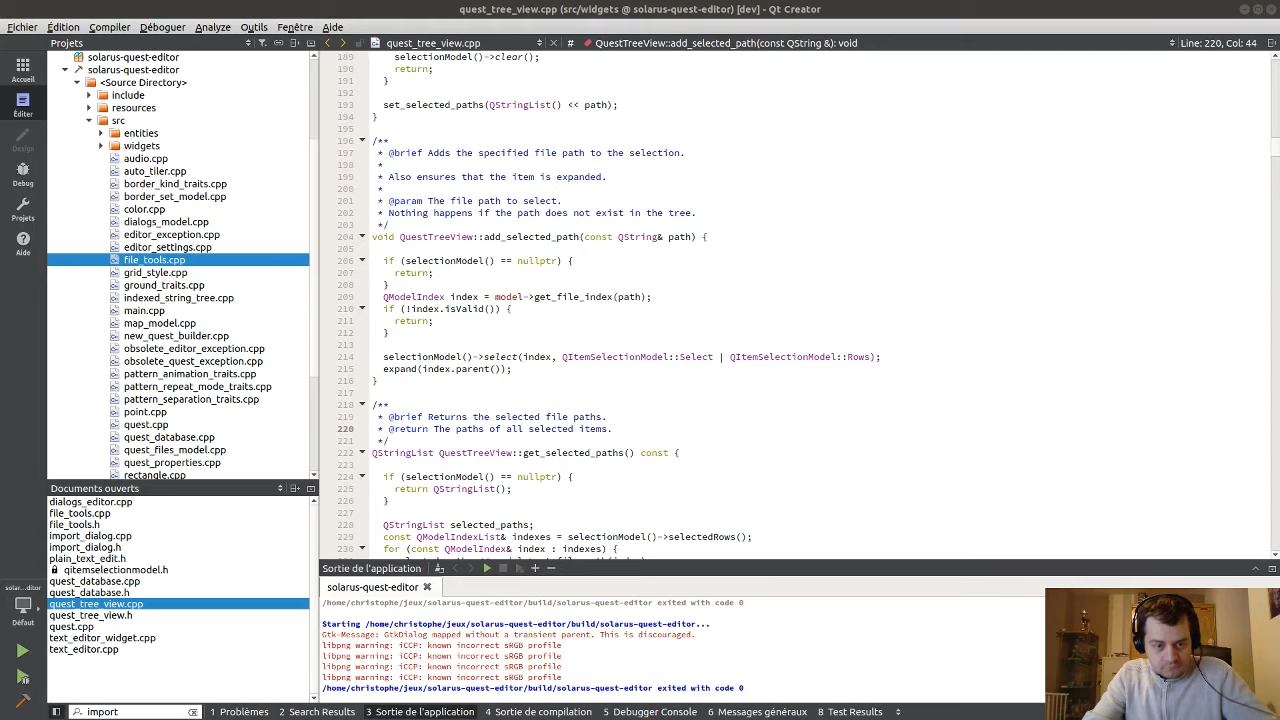 quest_tree_view.cpp (src/widgets @ solarus-quest-editor) [dev] - Qt Creator
Fichier Édition Compiler Déboguer Analyze Outils Fenêtre Aide
Projets
quest_tree_view.cpp
# QuestTreeView::add_selected_path(const QString &): void
Line: 220, Col: 44
Accueil
Éditer
Design
Debug
Projets
Aide
solar...ditor
Défaut
solarus-quest-editor
solarus-quest-editor
<Source Directory>
include
resources
src
entities
widgets
audio.cpp
auto_tiler.cpp
border_kind_traits.cpp
border_set_model.cpp
color.cpp
dialogs_model.cpp
editor_exception.cpp
editor_settings.cpp
file_tools.cpp
grid_style.cpp
ground_traits.cpp
indexed_string_tree.cpp
main.cpp
map_model.cpp
new_quest_builder.cpp
obsolete_editor_exception.cpp
obsolete_quest_exception.cpp
pattern_animation_traits.cpp
pattern_repeat_mode_traits.cpp
pattern_separation_traits.cpp
point.cpp
quest.cpp
quest_database.cpp
quest_files_model.cpp
quest_properties.cpp
rectangle.cpp
Documents ouverts
dialogs_editor.cpp
file_tools.cpp
file_tools.h
import_dialog.cpp
import_dialog.h
plain_text_edit.h
qitemselectionmodel.h
quest_database.cpp
quest_database.h
quest_tree_view.cpp
quest_tree_view.h
quest.cpp
text_editor_widget.cpp
text_editor.cpp
189 selectionModel()->clear();
190 return;
191 }
192
193 set_selected_paths(QStringList() << path);
194 }
195
196 /**
197 * @brief Adds the specified file path to the selection.
198 *
199 * Also ensures that the item is expanded.
200 *
201 * @param The file path to select.
202 * Nothing happens if the path does not exist in the tree.
203 */
204 void QuestTreeView::add_selected_path(const QString& path) {
205
206 if (selectionModel() == nullptr) {
207 return;
208 }
209 QModelIndex index = model->get_file_index(path);
210 if (!index.isValid()) {
211 return;
212 }
213
214 selectionModel()->select(index, QItemSelectionModel::Select | QItemSelectionModel::Rows);
215 expand(index.parent());
216 }
217
218 /**
219 * @brief Returns the selected file paths.
220 * @return The paths of all selected items.
221 */
222 QStringList QuestTreeView::get_selected_paths() const {
223
224 if (selectionModel() == nullptr) {
225 return QStringList();
226 }
227
228 QStringList selected_paths;
229 const QModelIndexList& indexes = selectionModel()->selectedRows();
230 for (const QModelIndex& index : indexes) {
Sortie de l'application
solarus-quest-editor
/home/christophe/jeux/solarus-quest-editor/build/solarus-quest-editor exited with code 0
Starting /home/christophe/jeux/solarus-quest-editor/build/solarus-quest-editor...
Gtk-Message: GtkDialog mapped without a transient parent. This is discouraged.
libpng warning: iCCP: known incorrect sRGB profile
libpng warning: iCCP: known incorrect sRGB profile
libpng warning: iCCP: known incorrect sRGB profile
libpng warning: iCCP: known incorrect sRGB profile
/home/christophe/jeux/solarus-quest-editor/build/solarus-quest-editor exited with code 0
import
1 Problèmes 2 Search Results 3 Sortie de l'application 4 Sortie de compilation 5 Debugger Console 6 Messages généraux 8 Test Results